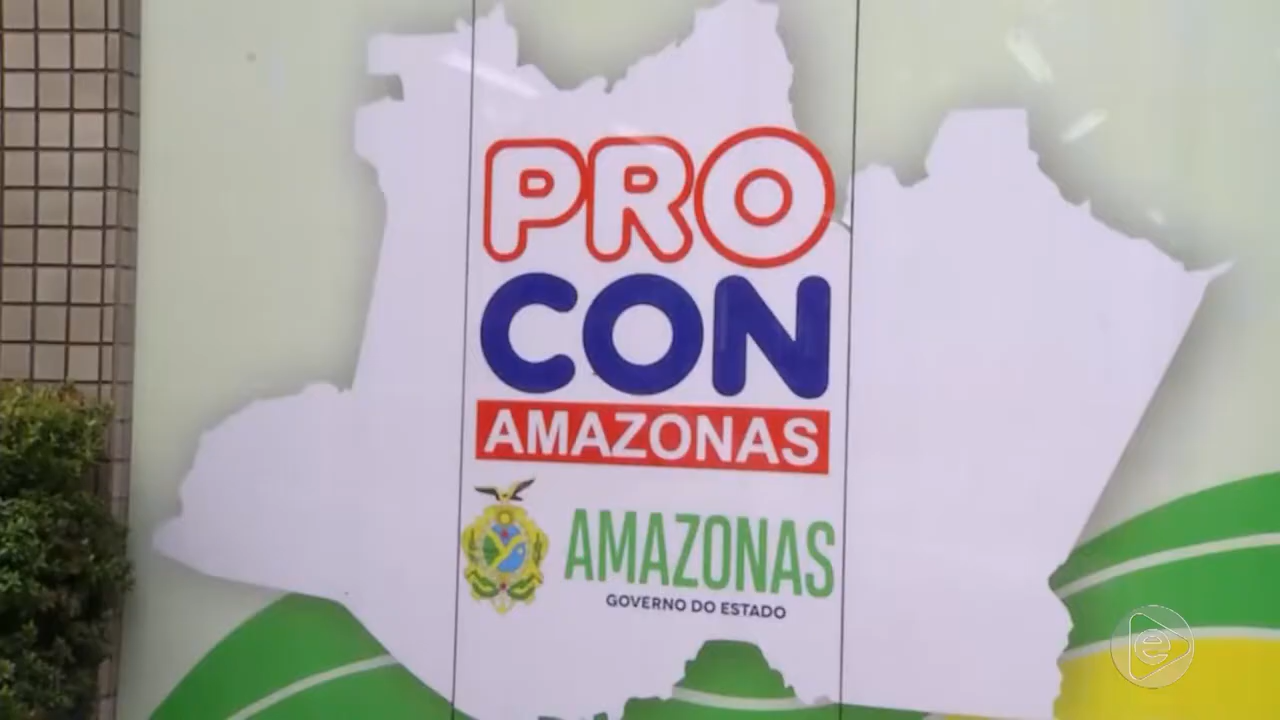 PRO
CON
AMAZONAS
AMAZONAS
GOVERNO DO ESTADO
e